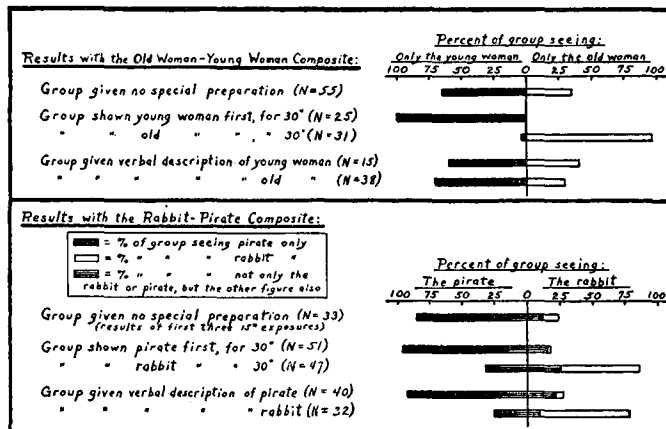 Percent of group seeing:
Results with the Old Woman-Young Woman Composite:
Only the young woman Only the old woman
100 75 50 25 0 25 50 75 100
Group given no special preparation (N=55)
Group shown young woman first, for 30" (N=25)
" " old " " , " 30" (N=31)
Group given verbal description of young woman (N=15)
" " " " " old " (N=38)
Results with the Rabbit-Pirate Composite:
= % of group seeing pirate only
= % " " " rabbit "
= % " " " not only the
rabbit or pirate, but the other figure also
Percent of group seeing:
The pirate The rabbit
100 75 50 25 0 25 50 75 100
Group given no special preparation (N=33)
(results of first three 15" exposures)
Group shown pirate first, for 30" (N=51)
" " rabbit " " 30" (N=47)
Group given verbal description of pirate (N=40)
" " " " " rabbit (N=32)